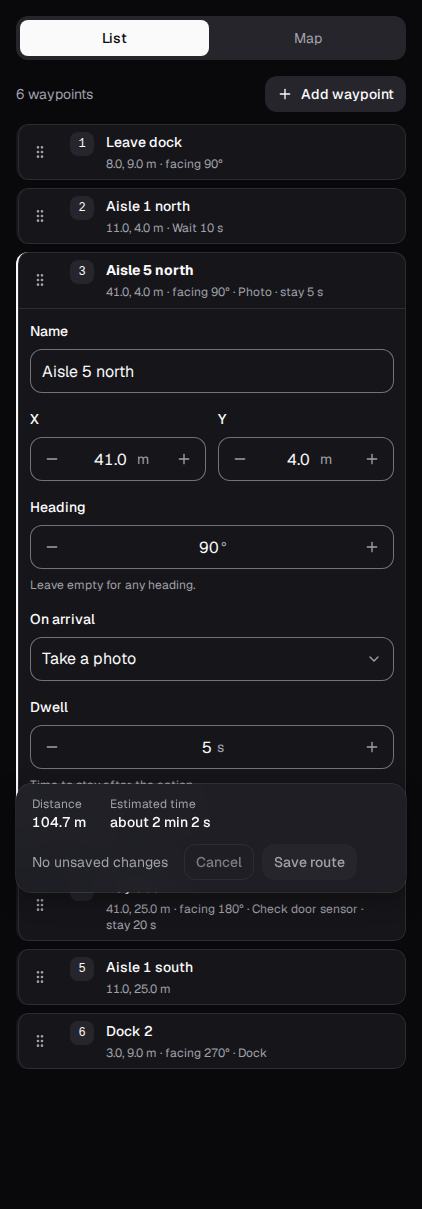 List
Map
6 waypoints
Add waypoint
1
Leave dock
8.0, 9.0 m · facing 90°
2
Aisle 1 north
11.0, 4.0 m · Wait 10 s
3
Aisle 5 north
41.0, 4.0 m · facing 90° · Photo · stay 5 s
Name
Aisle 5 north
X
Y
41.0 m
4.0 m
Heading
90°
Leave empty for any heading.
On arrival
Take a photo
Dwell
5 s
Distance
Estimated time
104.7 m
about 2 min 2 s
No unsaved changes
Cancel
Save route
41.0, 25.0 m · facing 180° · Check door sensor ·
stay 20 s
5
Aisle 1 south
11.0, 25.0 m
6
Dock 2
3.0, 9.0 m · facing 270° · Dock